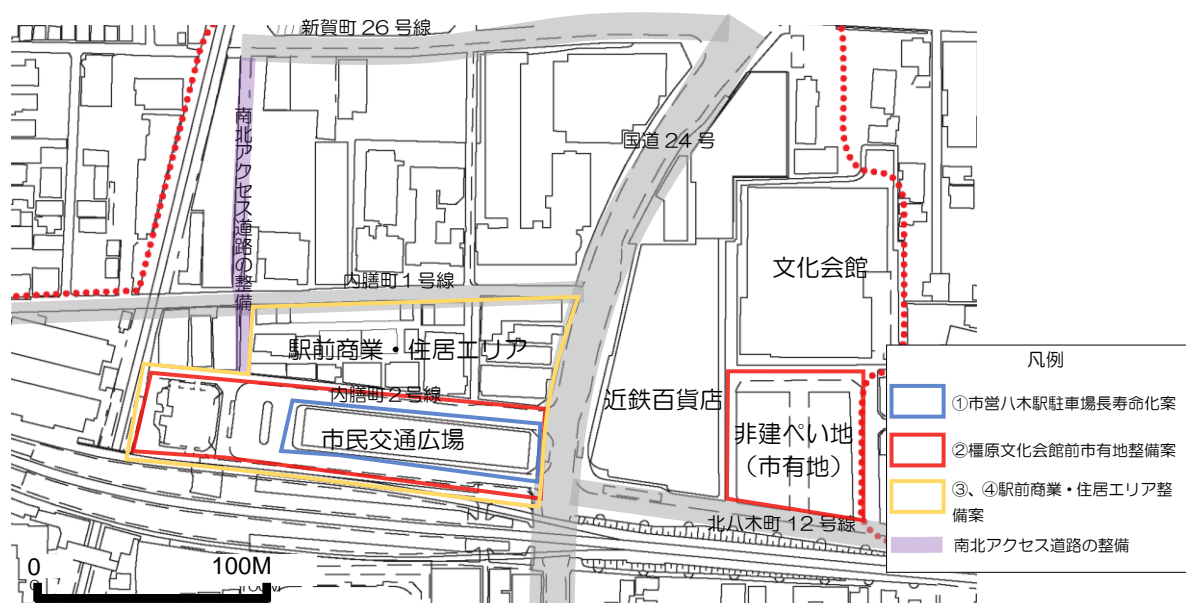 新賀町 26 号線
南北アクセス道路の整備
国道 24 号
文化会館
内膳町 1 号線
駅前商業・住居エリア
内膳町 2 号線
近鉄百貨店
市民交通広場
非建ぺい地
（市有地）
北八木町 12 号線
凡例
①市営八木駅駐車場長寿命化案
②橿原文化会館前市有地整備案
③、④駅前商業・住居エリア整
備案
南北アクセス道路の整備
0
100M